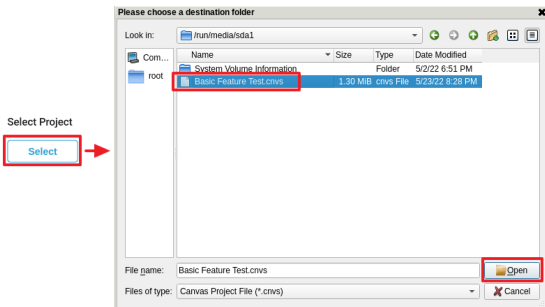 Please choose a destination folder
Look in: /run/media/sda1
Com...
root
Name Size Type Date Modified
System Volume Information Folder 5/2/22 6:51 PM
Basic Feature Test.cnvs 1.30 MiB cnvs File 5/23/22 8:28 PM
Select Project
Select
File name: Basic Feature Test.cnvs Open
Files of type: Canvas Project File (*.cnvs) Cancel